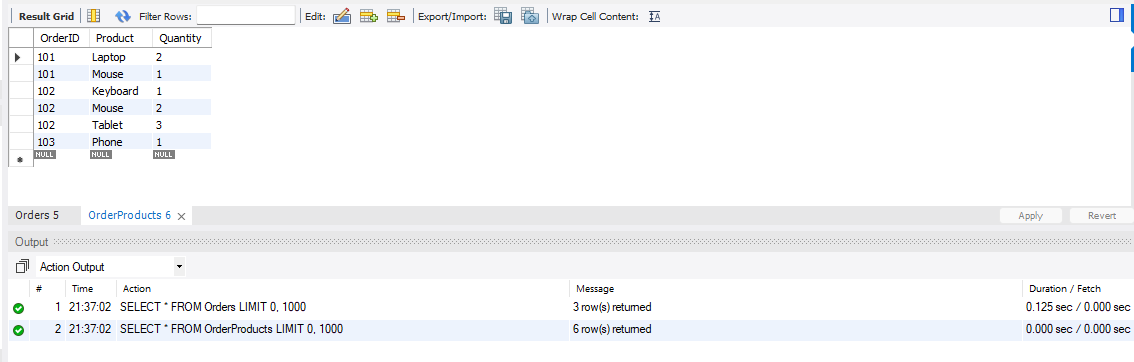 Result Grid Filter Rows: Edit: Export/Import: Wrap Cell Content: IA
OrderID Product Quantity
101 Laptop 2
101 Mouse 1
102 Keyboard 1
102 Mouse 2
102 Tablet 3
103 Phone 1
NULL NULL NULL
Orders 5 OrderProducts 6 Apply Revert
Output
Action Output
# Time Action Message Duration / Fetch
1 21:37:02 SELECT * FROM Orders LIMIT 0, 1000 3 row(s) returned 0.125 sec / 0.000 sec
2 21:37:02 SELECT * FROM OrderProducts LIMIT 0, 1000 6 row(s) returned 0.000 sec / 0.000 sec